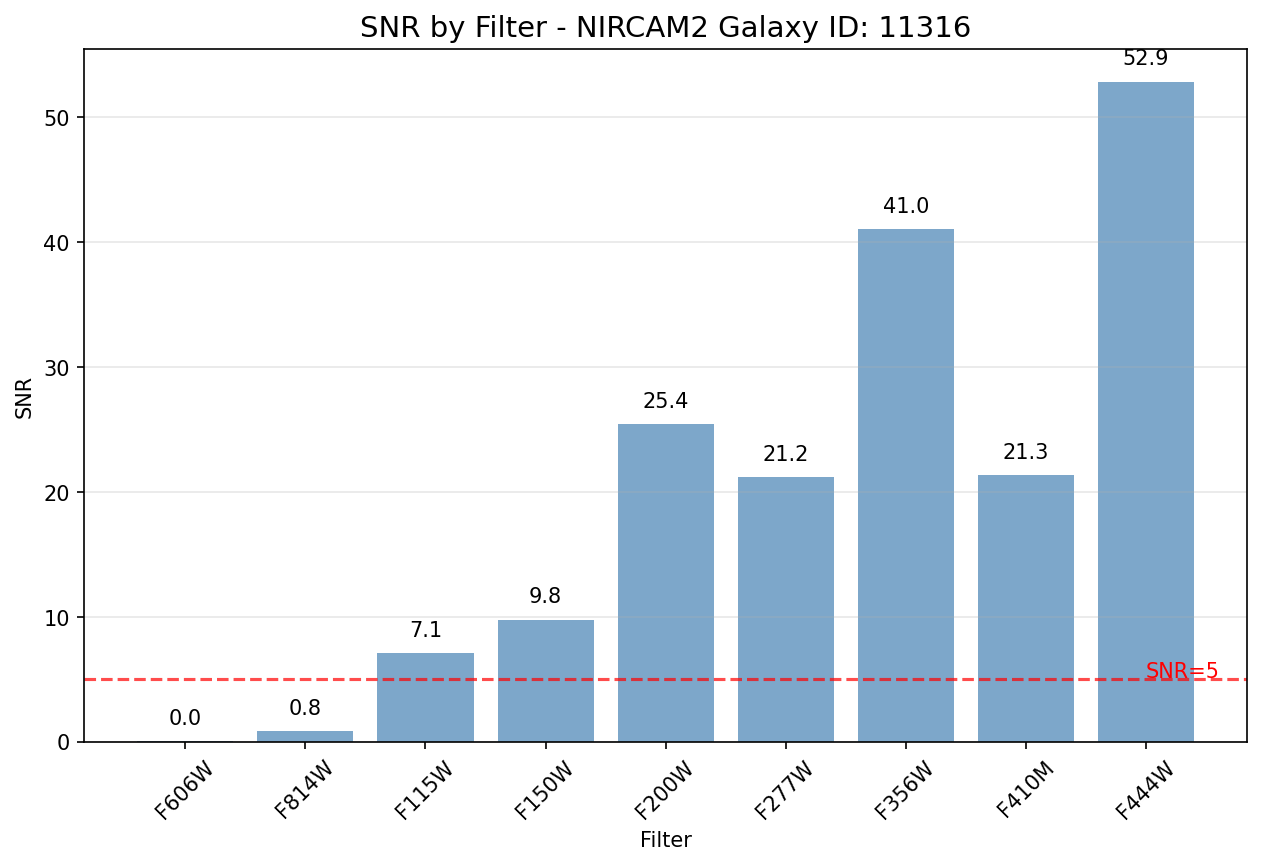 SNR by Filter - NIRCAM2 Galaxy ID: 11316
52.9
50
41.0
40
30
25.4
21.2
21.3
20
9.8
10
7.1
SNR=5
0.8
0.0
0
SNR
F606W
F814W
F115W
F150W
F200W
F277W
F356W
F410M
F444W
Filter